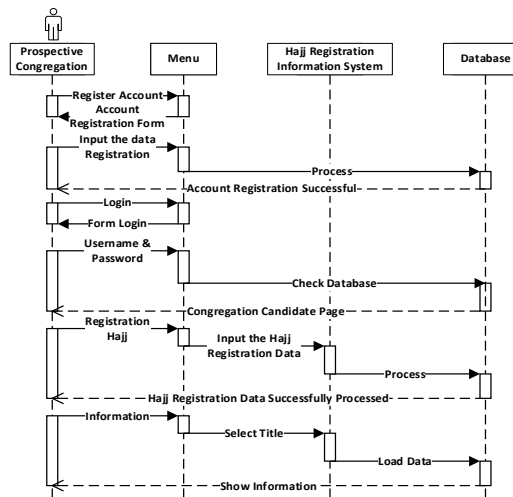 Prospective
Congregation
Menu
Hajj Registration
Information System
Database
Register Account
Account
Registration Form
Input the data
Registration
Process
Account Registration Successful
Login
Form Login
Username &
Password
Check Database
Congregation Candidate Page
Registration
Hajj
Input the Hajj
Registration Data
Process
Hajj Registration Data Successfully Processed
Information
Select Title
Load Data
Show Information